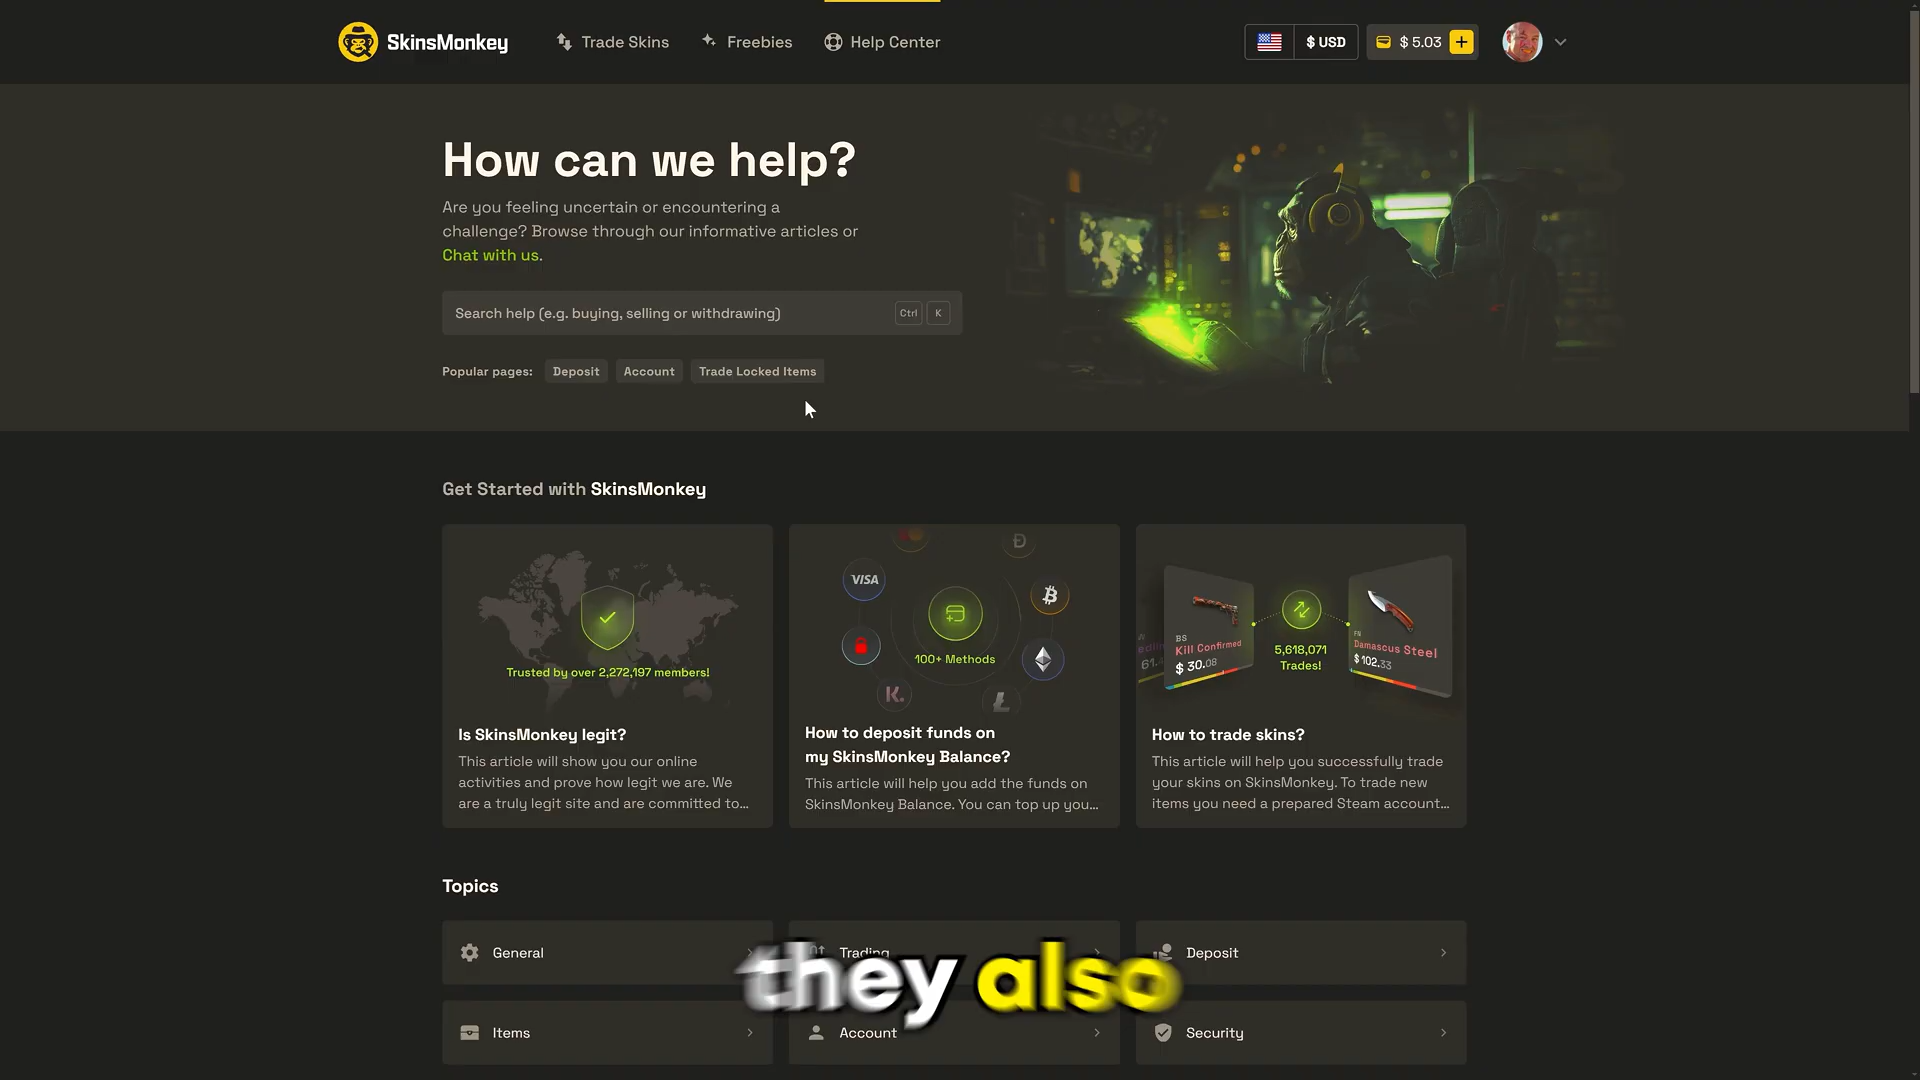 SkinsMonkey
Trade Skins
Freebies
Help Center
$ USD
$ 5.03
How can we help?
Are you feeling uncertain or encountering a
challenge? Browse through our informative articles or
Chat with us.
Search help (e.g. buying, selling or withdrawing)
Ctrl
K
Popular pages:
Deposit
Account
Trade Locked Items
Get Started with SkinsMonkey
Trusted by over 2,272,197 members!
VISA
100+ Methods
K.
BS
Kill Confirmed
$ 30.08
5,618,071
Trades!
FN
Damascus Steel
$ 102.33
Is SkinsMonkey legit?
This article will show you our online
activities and prove how legit we are. We
are a truly legit site and are committed to...
How to deposit funds on
my SkinsMonkey Balance?
This article will help you add the funds on
SkinsMonkey Balance. You can top up you...
How to trade skins?
This article will help you successfully trade
your skins on SkinsMonkey. To trade new
items you need a prepared Steam account...
Topics
General
Trading
Deposit
they also
Items
Account
Security